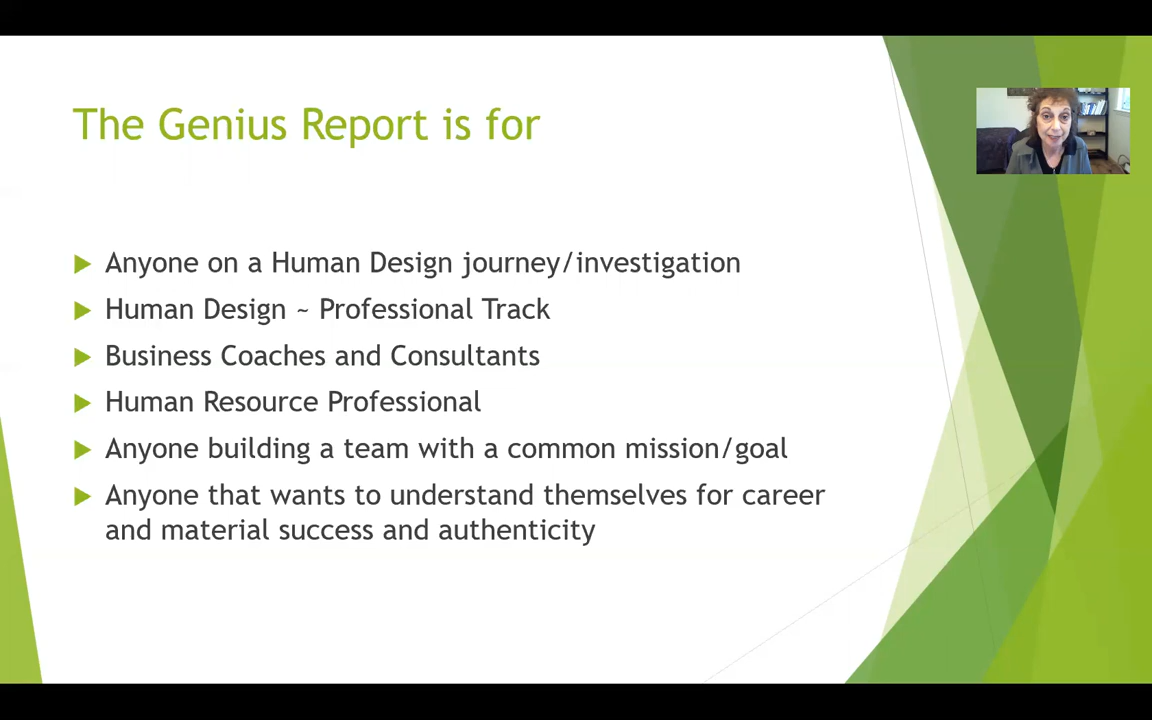 The Genius Report is for
Anyone on a Human Design journey/investigation
Human Design ~ Professional Track
Business Coaches and Consultants
Human Resource Professional
Anyone building a team with a common mission/goal
Anyone that wants to understand themselves for career
and material success and authenticity